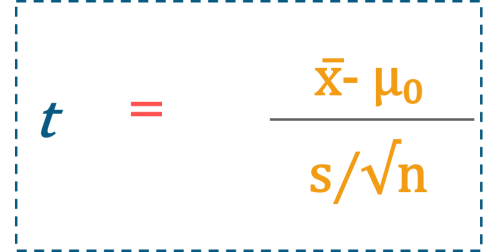 t = x̄- μ₀
s/√n